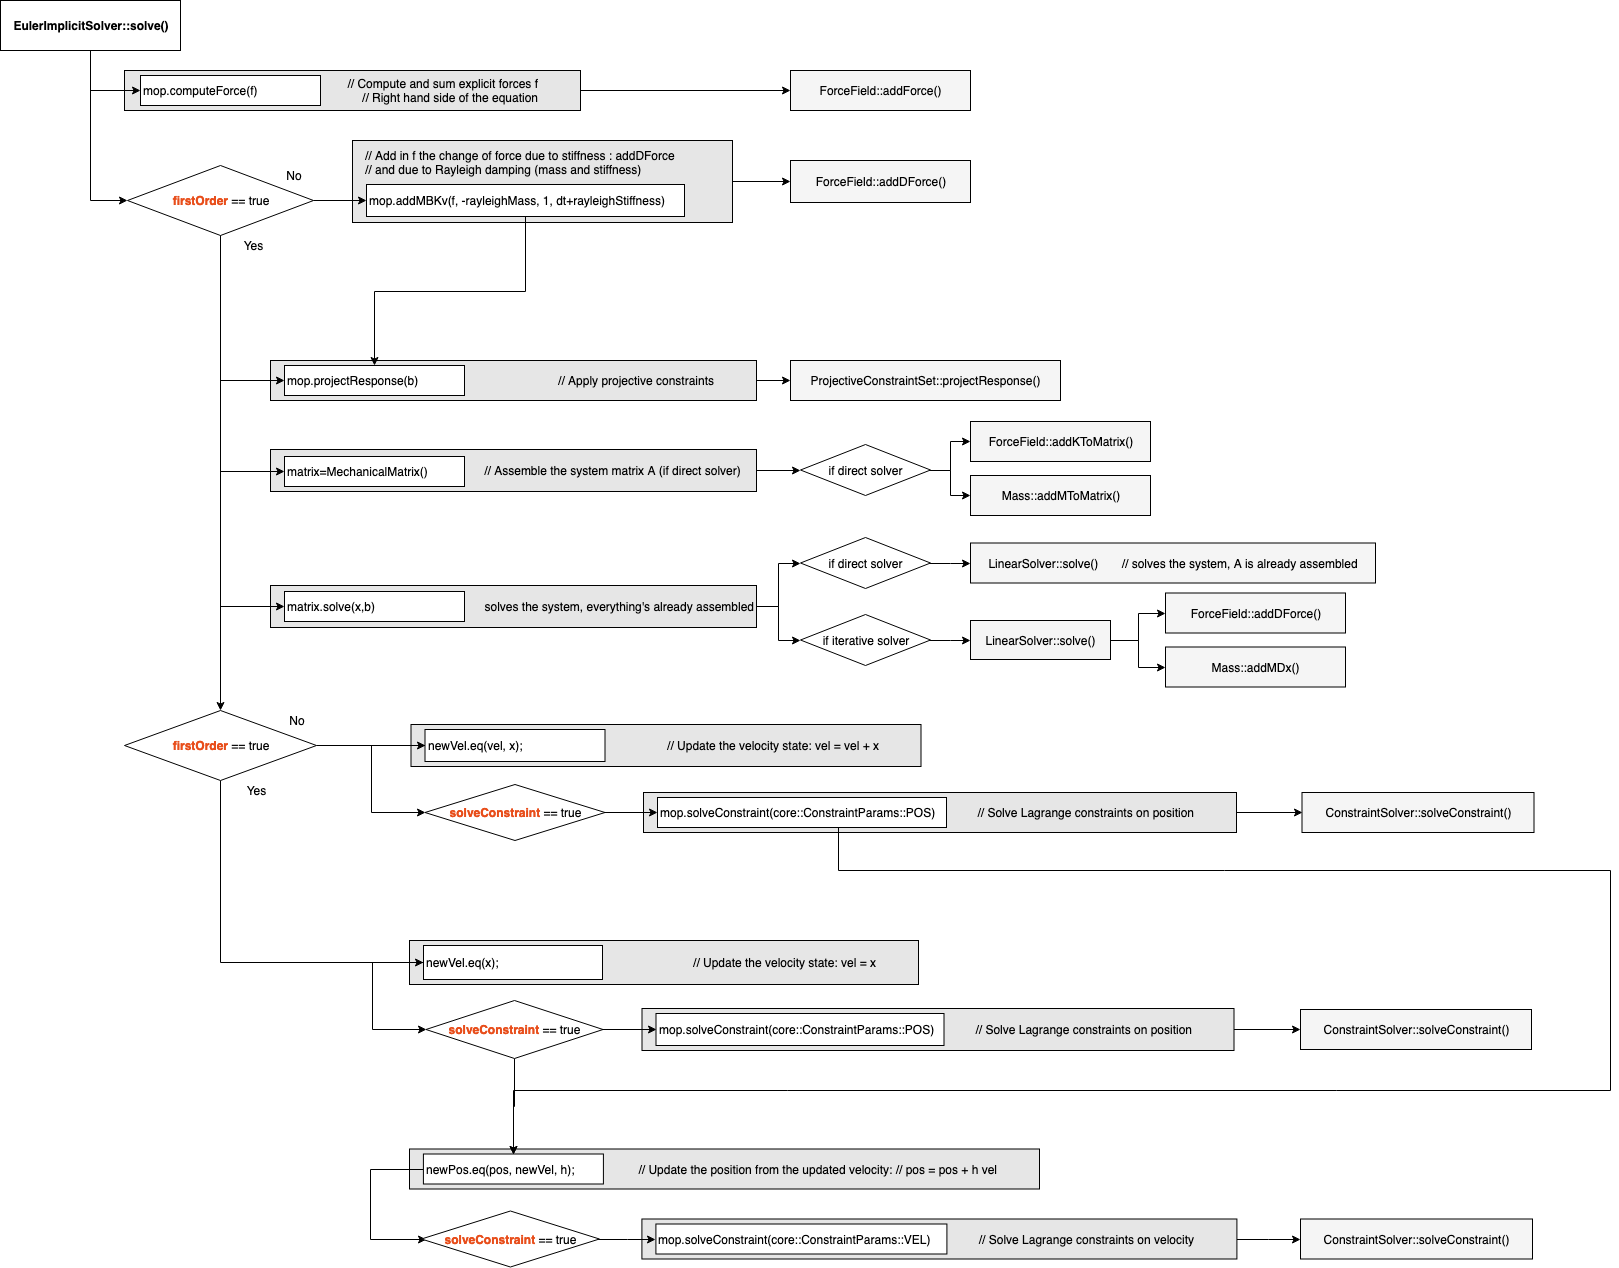 EulerImplicitSolver::solve()
mop.computeForce(f)
// Compute and sum explicit forces f
// Right hand side of the equation
ForceField::addForce()
firstOrder == true
No
Yes
// Add in f the change of force due to stiffness : addDForce
// and due to Rayleigh damping (mass and stiffness)
mop.addMBKv(f, -rayleighMass, 1, dt+rayleighStiffness)
ForceField::addDForce()
mop.projectResponse(b)
// Apply projective constraints
ProjectiveConstraintSet::projectResponse()
matrix=MechanicalMatrix()
// Assemble the system matrix A (if direct solver)
if direct solver
ForceField::addKToMatrix()
Mass::addMToMatrix()
matrix.solve(x,b)
solves the system, everything's already assembled
if direct solver
LinearSolver::solve()
// solves the system, A is already assembled
if iterative solver
LinearSolver::solve()
ForceField::addDForce()
Mass::addMDx()
firstOrder == true
No
Yes
newVel.eq(vel, x);
// Update the velocity state: vel = vel + x
solveConstraint == true
mop.solveConstraint(core::ConstraintParams::POS)
// Solve Lagrange constraints on position
ConstraintSolver::solveConstraint()
newVel.eq(x);
// Update the velocity state: vel = x
solveConstraint == true
mop.solveConstraint(core::ConstraintParams::POS)
// Solve Lagrange constraints on position
ConstraintSolver::solveConstraint()
newPos.eq(pos, newVel, h);
// Update the position from the updated velocity: // pos = pos + h vel
solveConstraint == true
mop.solveConstraint(core::ConstraintParams::VEL)
// Solve Lagrange constraints on velocity
ConstraintSolver::solveConstraint()